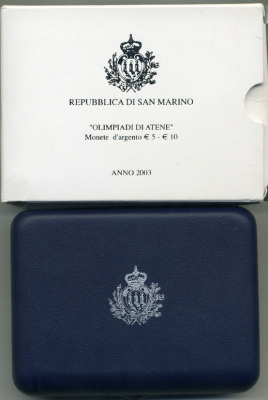 REPUBBLICA DI SAN MARINO
"OLIMPIADI DI ATENE"
Monete d'argento € 5 - € 10
ANNO 2003